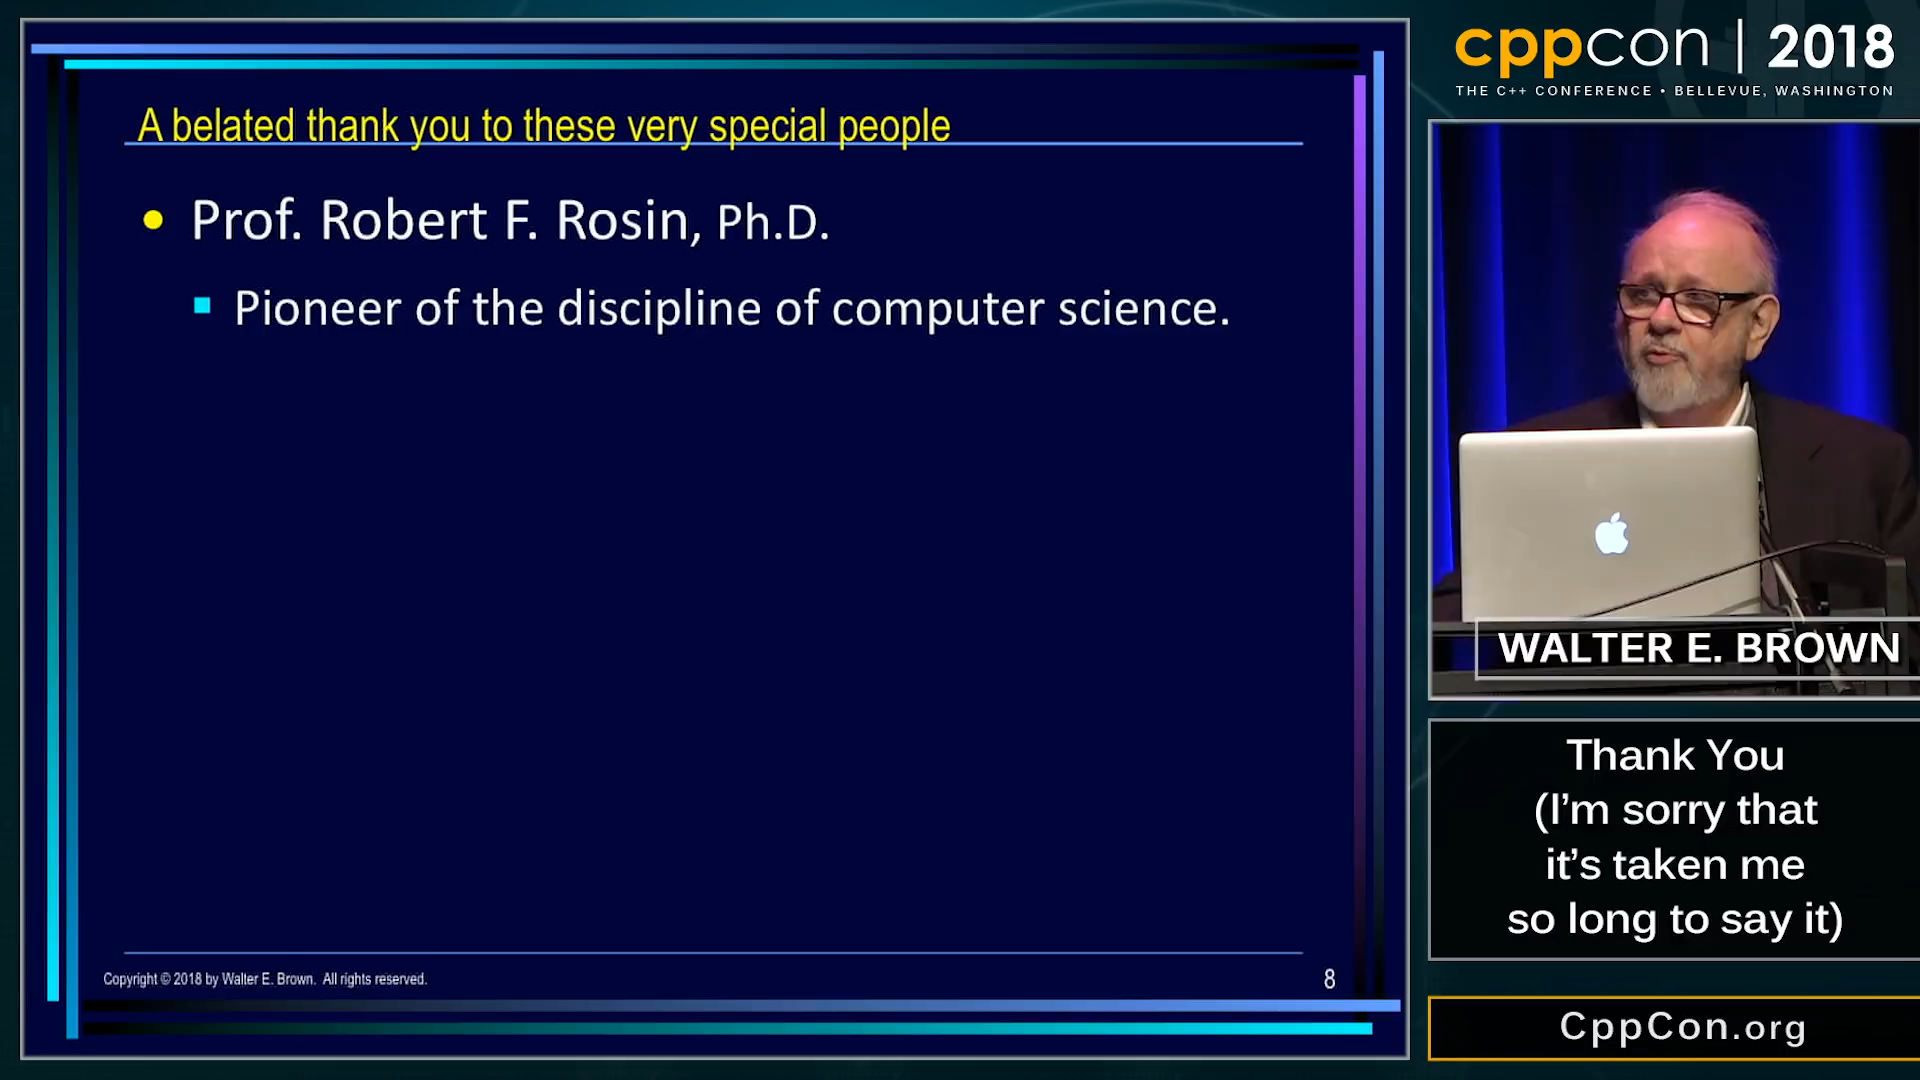 cppcon | 2018
THE C++ CONFERENCE • BELLEVUE, WASHINGTON
A belated thank you to these very special people
• Prof. Robert F. Rosin, Ph.D.
▪ Pioneer of the discipline of computer science.
Copyright © 2018 by Walter E. Brown. All rights reserved.
8
WALTER E. BROWN
Thank You
(I’m sorry that
it’s taken me
so long to say it)
CppCon.org